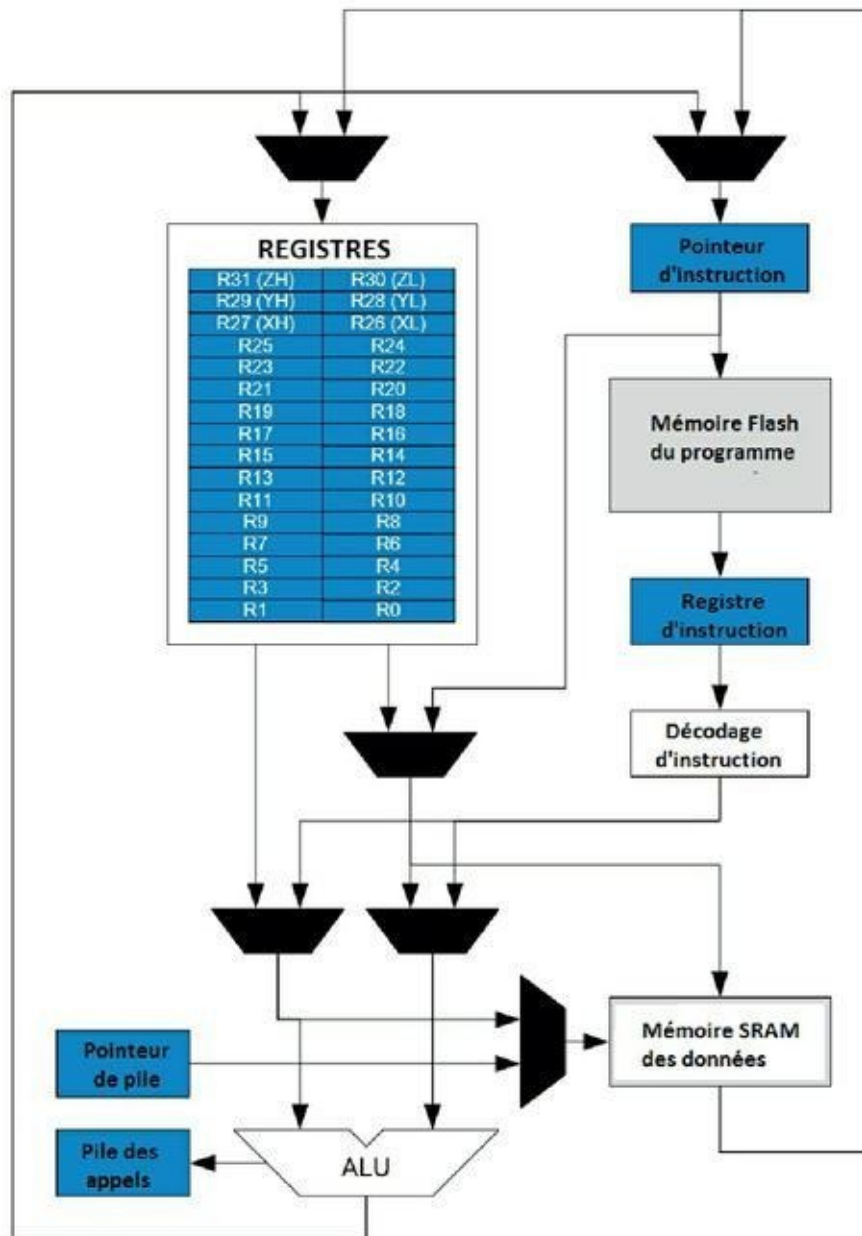 REGISTRES
R31 (ZH) R30 (ZL)
R29 (YH) R28 (YL)
R27 (XH) R26 (XL)
R25 R24
R23 R22
R21 R20
R19 R18
R17 R16
R15 R14
R13 R12
R11 R10
R9 R8
R7 R6
R5 R4
R3 R2
R1 R0
Pointeur
d'instruction
Mémoire Flash
du programme
Registre
d'instruction
Décodage
d'instruction
Pointeur
de pile
Mémoire SRAM
des données
Pile des
appels
ALU